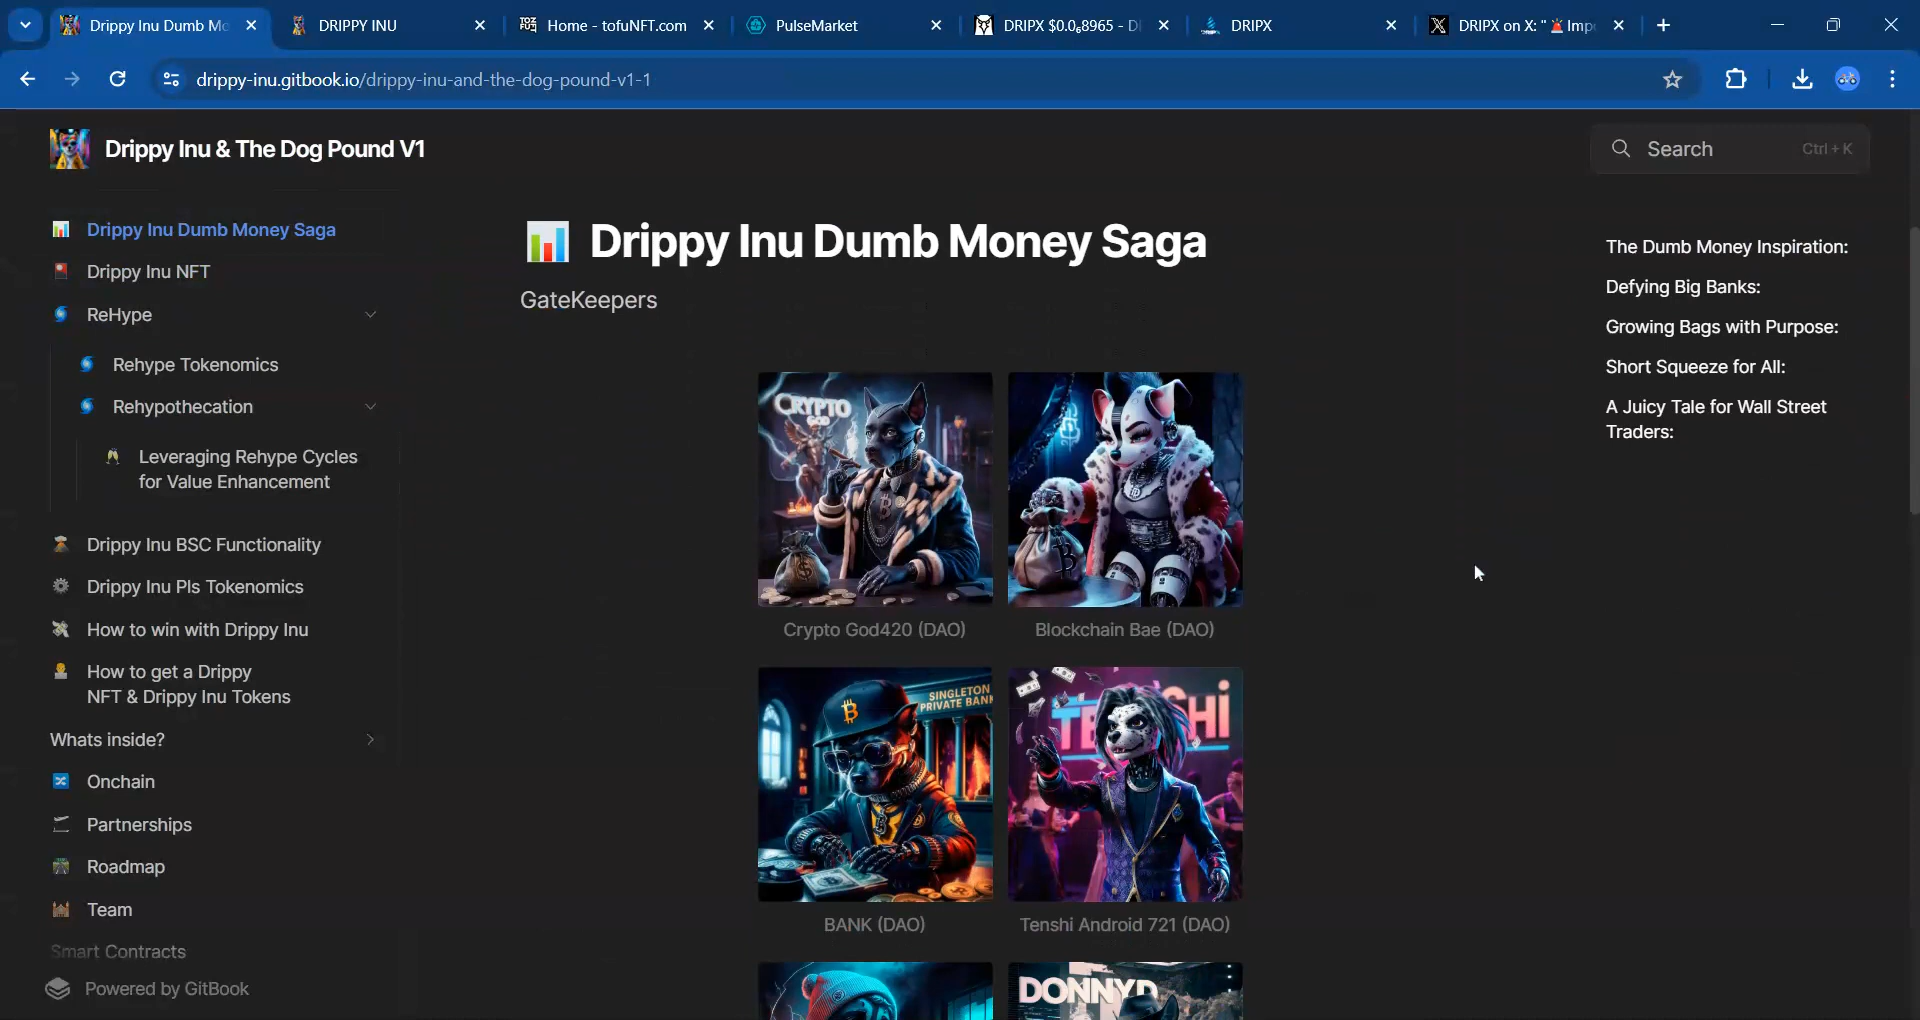 Drippy Inu Dumb Mo
DRIPPY INU
Home - tofuNFT.com
PulseMarket
DRIPX $0.0₆8965 - D
DRIPX
DRIPX on X: "🚨Imp
drippy-inu.gitbook.io/drippy-inu-and-the-dog-pound-v1-1
Drippy Inu & The Dog Pound V1
Search
Ctrl + K
Drippy Inu Dumb Money Saga
Drippy Inu NFT
ReHype
Rehype Tokenomics
Rehypothecation
Leveraging Rehype Cycles
for Value Enhancement
Drippy Inu BSC Functionality
Drippy Inu Pls Tokenomics
How to win with Drippy Inu
How to get a Drippy
NFT & Drippy Inu Tokens
Whats inside?
Onchain
Partnerships
Roadmap
Team
Smart Contracts
Powered by GitBook
Drippy Inu Dumb Money Saga
GateKeepers
CRYPTO
GOD
Crypto God420 (DAO)
Blockchain Bae (DAO)
SINGLETON
PRIVATE BANK
BANK (DAO)
Tenshi Android 721 (DAO)
The Dumb Money Inspiration:
Defying Big Banks:
Growing Bags with Purpose:
Short Squeeze for All:
A Juicy Tale for Wall Street
Traders: